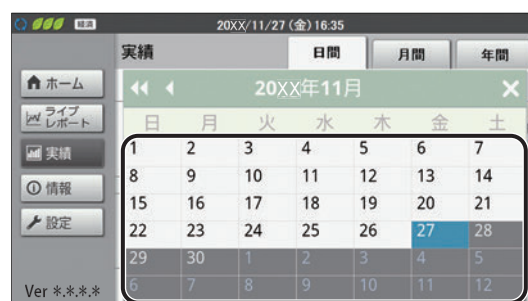 経済 20XX/11/27(金)16:35
実績 日間 月間 年間
ホーム
ライブ
レポート
実績
情報
設定
Ver *.*.*.*
20XX年11月
日 月 火 水 木 金 土
1 2 3 4 5 6 7
8 9 10 11 12 13 14
15 16 17 18 19 20 21
22 23 24 25 26 27 28
29 30 1 2 3 4 5
6 7 8 9 10 11 12